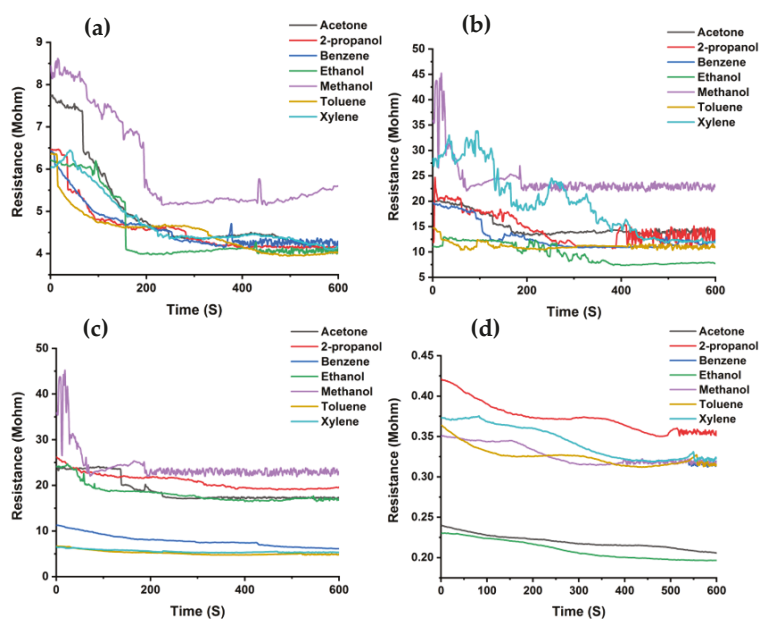 (a)
Acetone
2-propanol
Benzene
Ethanol
Methanol
Toluene
Xylene
Resistance (Mohm)
9
8
7
6
5
4
0
200
400
600
Time (S)
(b)
Acetone
2-propanol
Benzene
Ethanol
Methanol
Toluene
Xylene
Resistance (Mohm)
50
45
40
35
30
25
20
15
10
5
0
100
200
300
400
500
600
Time (S)
(c)
Acetone
2-propanol
Benzene
Ethanol
Methanol
Toluene
Xylene
Resistance (Mohm)
50
40
30
20
10
0
0
200
400
600
Time (S)
(d)
Acetone
2-propanol
Benzene
Ethanol
Methanol
Toluene
Xylene
Resistance (Mohm)
0.45
0.40
0.35
0.30
0.25
0.20
0
100
200
300
400
500
600
Time (S)